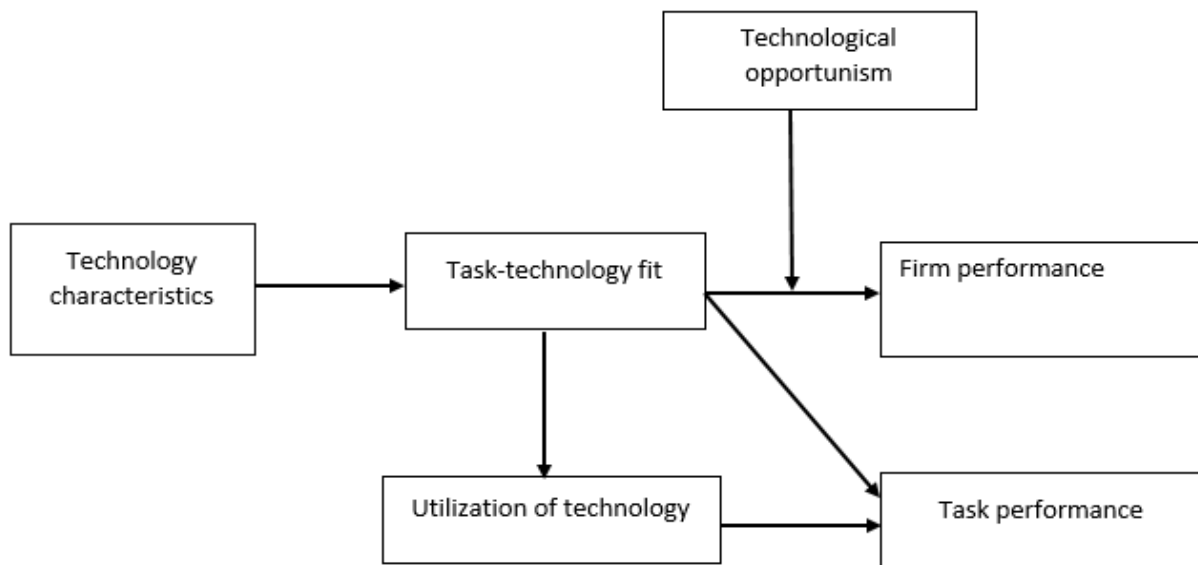 Technological
opportunism
Technology
characteristics
Task-technology fit
Firm performance
Utilization of technology
Task performance